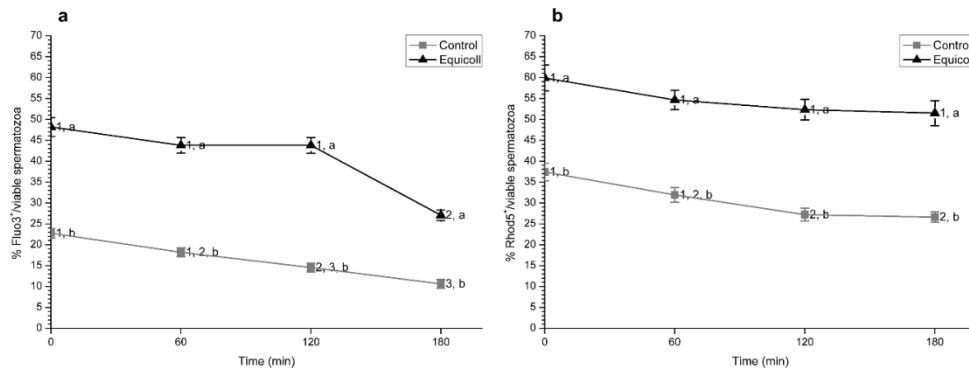 a
Control
Equicoll
% Fluo3+/viable spermatozoa
70
65
60
55
50
45
40
35
30
25
20
15
10
5
0
1, a
1, a
1, a
2, a
1, b
1, 2, b
2, 3, b
3, b
0
60
120
180
Time (min)
b
Contro
Equicoll
% Rhod5+/viable spermatozoa
70
65
60
55
50
45
40
35
30
25
20
15
10
5
0
1, a
1, a
1, a
1, a
1, b
1, 2, b
2, b
2, b
0
60
120
180
Time (min)